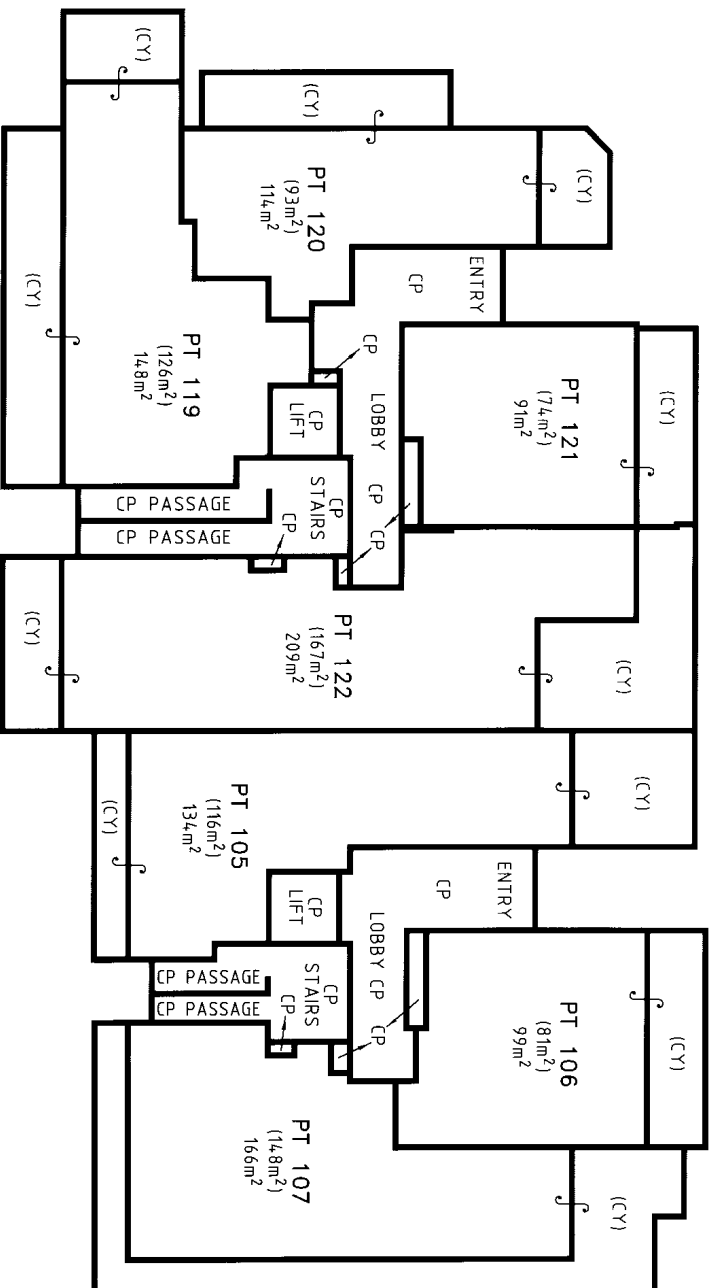 (CY)
(CY)
(CY)
(CY)
PT 120
(93m²)
114m²
PT 119
(126m²)
148m²
ENTRY
CP
CP
LOBBY
CP
LIFT
CP
CP
CP
STAIRS
CP
CP PASSAGE
CP PASSAGE
PT 121
(74m²)
91m²
(CY)
PT 122
(167m²)
209m²
(CY)
(CY)
PT 105
(116m²)
134m²
(CY)
(CY)
ENTRY
CP
LOBBY CP
CP
LIFT
CP
CP
STAIRS
CP
CP PASSAGE
CP PASSAGE
PT 106
(81m²)
99m²
(CY)
PT 107
(148m²)
166m²
(CY)